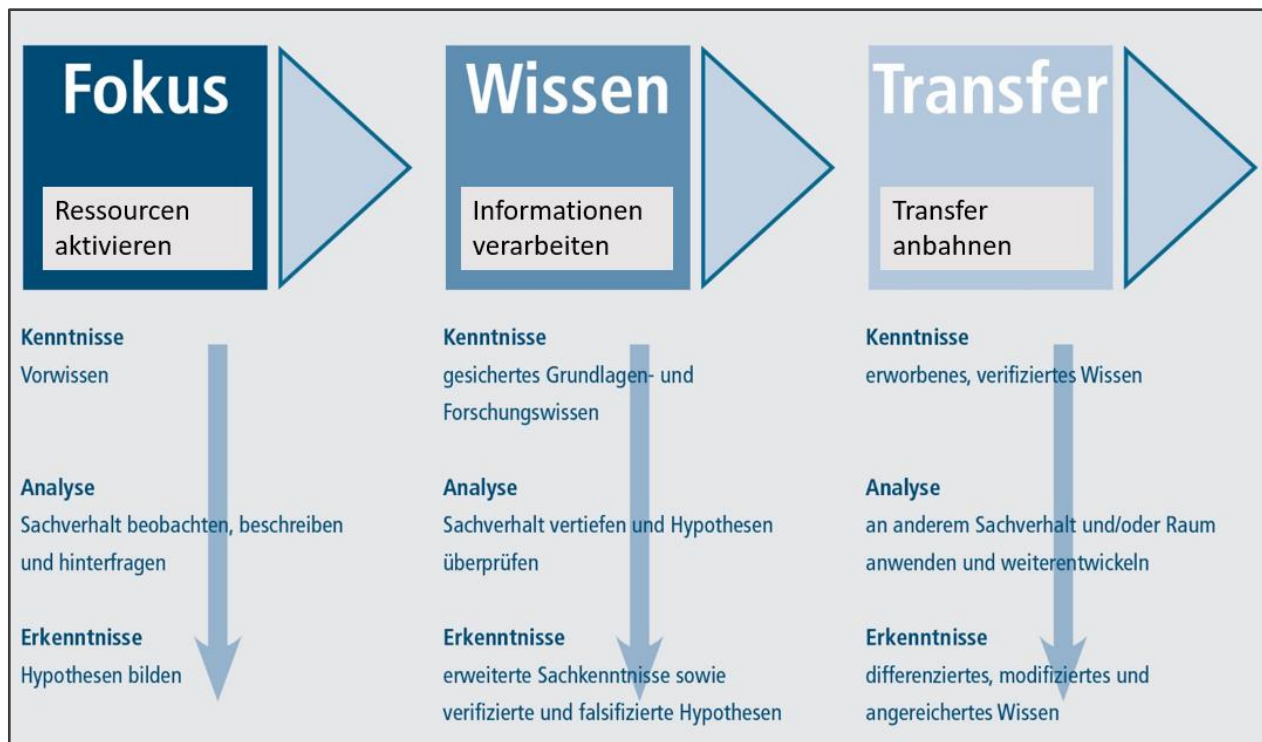 Fokus
Ressourcen
aktivieren
Kenntnisse
Vorwissen
Analyse
Sachverhalt beobachten, beschreiben
und hinterfragen
Erkenntnisse
Hypothesen bilden
Wissen
Informationen
verarbeiten
Kenntnisse
gesichertes Grundlagen- und
Forschungswissen
Analyse
Sachverhalt vertiefen und Hypothesen
überprüfen
Erkenntnisse
erweiterte Sachkenntnisse sowie
verifizierte und falsifizierte Hypothesen
Transfer
Transfer
anbahnen
Kenntnisse
erworbenes, verifiziertes Wissen
Analyse
an anderem Sachverhalt und/oder Raum
anwenden und weiterentwickeln
Erkenntnisse
differenziertes, modifiziertes und
angereichertes Wissen